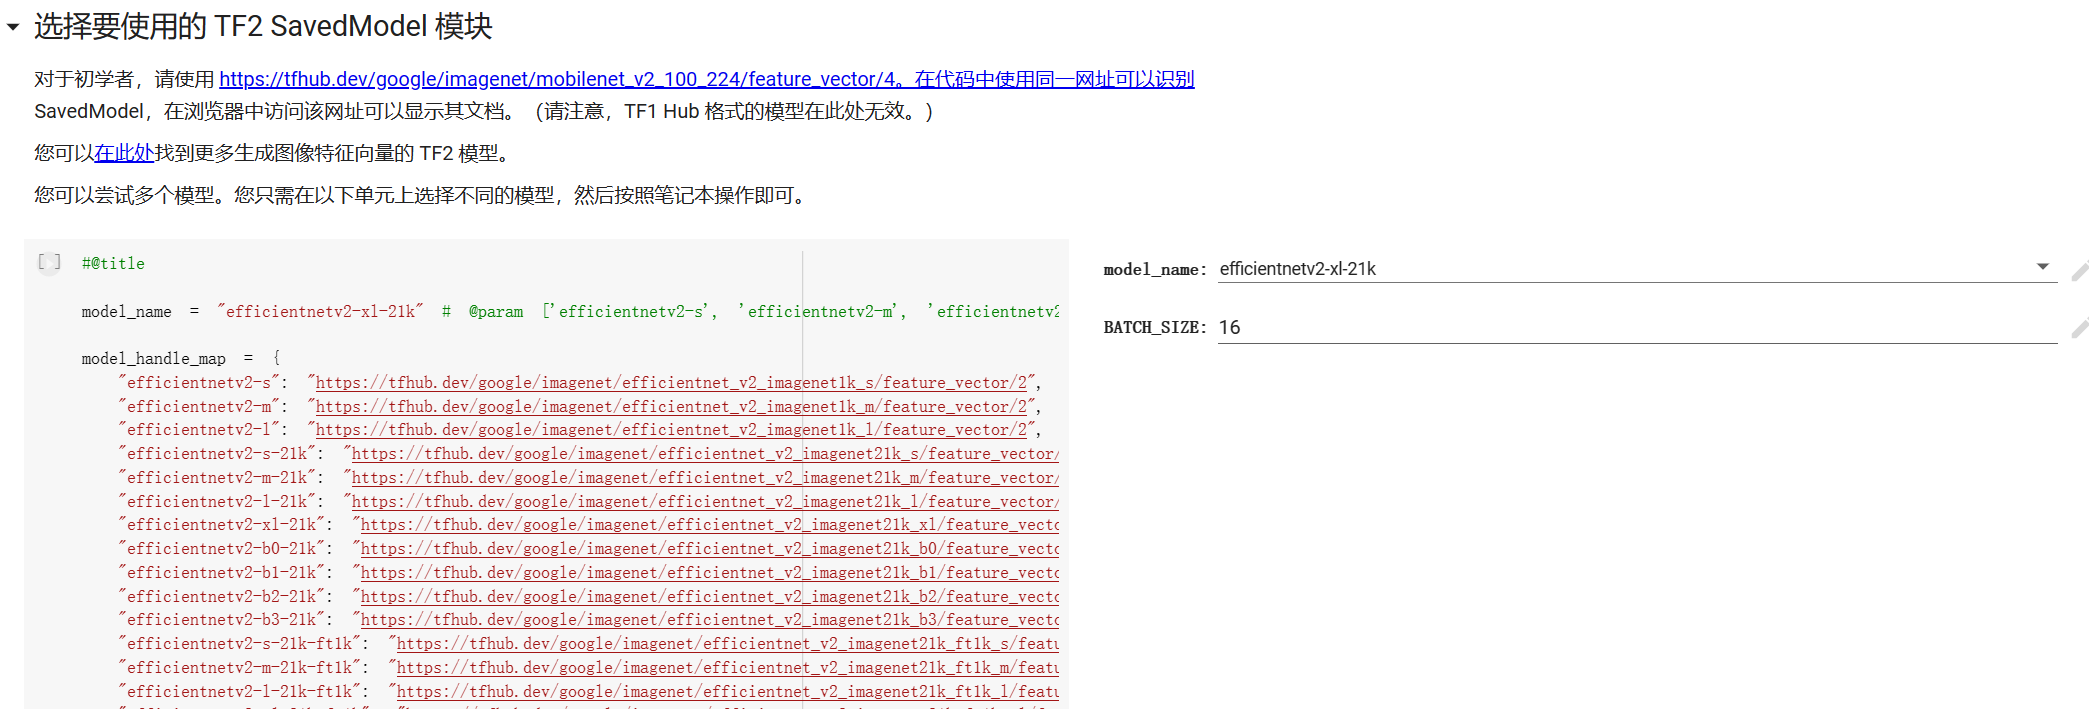 选择要使用的 TF2 SavedModel 模块
对于初学者，请使用 https://tfhub.dev/google/imagenet/mobilenet_v2_100_224/feature_vector/4。在代码中使用同一网址可以识别
SavedModel，在浏览器中访问该网址可以显示其文档。（请注意，TF1 Hub 格式的模型在此处无效。）
您可以在此处找到更多生成图像特征向量的 TF2 模型。
您可以尝试多个模型。您只需在以下单元上选择不同的模型，然后按照笔记本操作即可。
[ ] #@title
model_name: efficientnetv2-xl-21k
model_name = "efficientnetv2-xl-21k" # @param ['efficientnetv2-s', 'efficientnetv2-m', 'efficientnetv2
BATCH_SIZE: 16
model_handle_map = {
"efficientnetv2-s": "https://tfhub.dev/google/imagenet/efficientnet_v2_imagenet1k_s/feature_vector/2",
"efficientnetv2-m": "https://tfhub.dev/google/imagenet/efficientnet_v2_imagenet1k_m/feature_vector/2",
"efficientnetv2-l": "https://tfhub.dev/google/imagenet/efficientnet_v2_imagenet1k_l/feature_vector/2",
"efficientnetv2-s-21k": "https://tfhub.dev/google/imagenet/efficientnet_v2_imagenet21k_s/feature_vector/
"efficientnetv2-m-21k": "https://tfhub.dev/google/imagenet/efficientnet_v2_imagenet21k_m/feature_vector/
"efficientnetv2-l-21k": "https://tfhub.dev/google/imagenet/efficientnet_v2_imagenet21k_l/feature_vector/
"efficientnetv2-xl-21k": "https://tfhub.dev/google/imagenet/efficientnet_v2_imagenet21k_xl/feature_vecto
"efficientnetv2-b0-21k": "https://tfhub.dev/google/imagenet/efficientnet_v2_imagenet21k_b0/feature_vecto
"efficientnetv2-b1-21k": "https://tfhub.dev/google/imagenet/efficientnet_v2_imagenet21k_b1/feature_vecto
"efficientnetv2-b2-21k": "https://tfhub.dev/google/imagenet/efficientnet_v2_imagenet21k_b2/feature_vecto
"efficientnetv2-b3-21k": "https://tfhub.dev/google/imagenet/efficientnet_v2_imagenet21k_b3/feature_vecto
"efficientnetv2-s-21k-ft1k": "https://tfhub.dev/google/imagenet/efficientnet_v2_imagenet21k_ft1k_s/featu
"efficientnetv2-m-21k-ft1k": "https://tfhub.dev/google/imagenet/efficientnet_v2_imagenet21k_ft1k_m/featu
"efficientnetv2-l-21k-ft1k": "https://tfhub.dev/google/imagenet/efficientnet_v2_imagenet21k_ft1k_l/featu